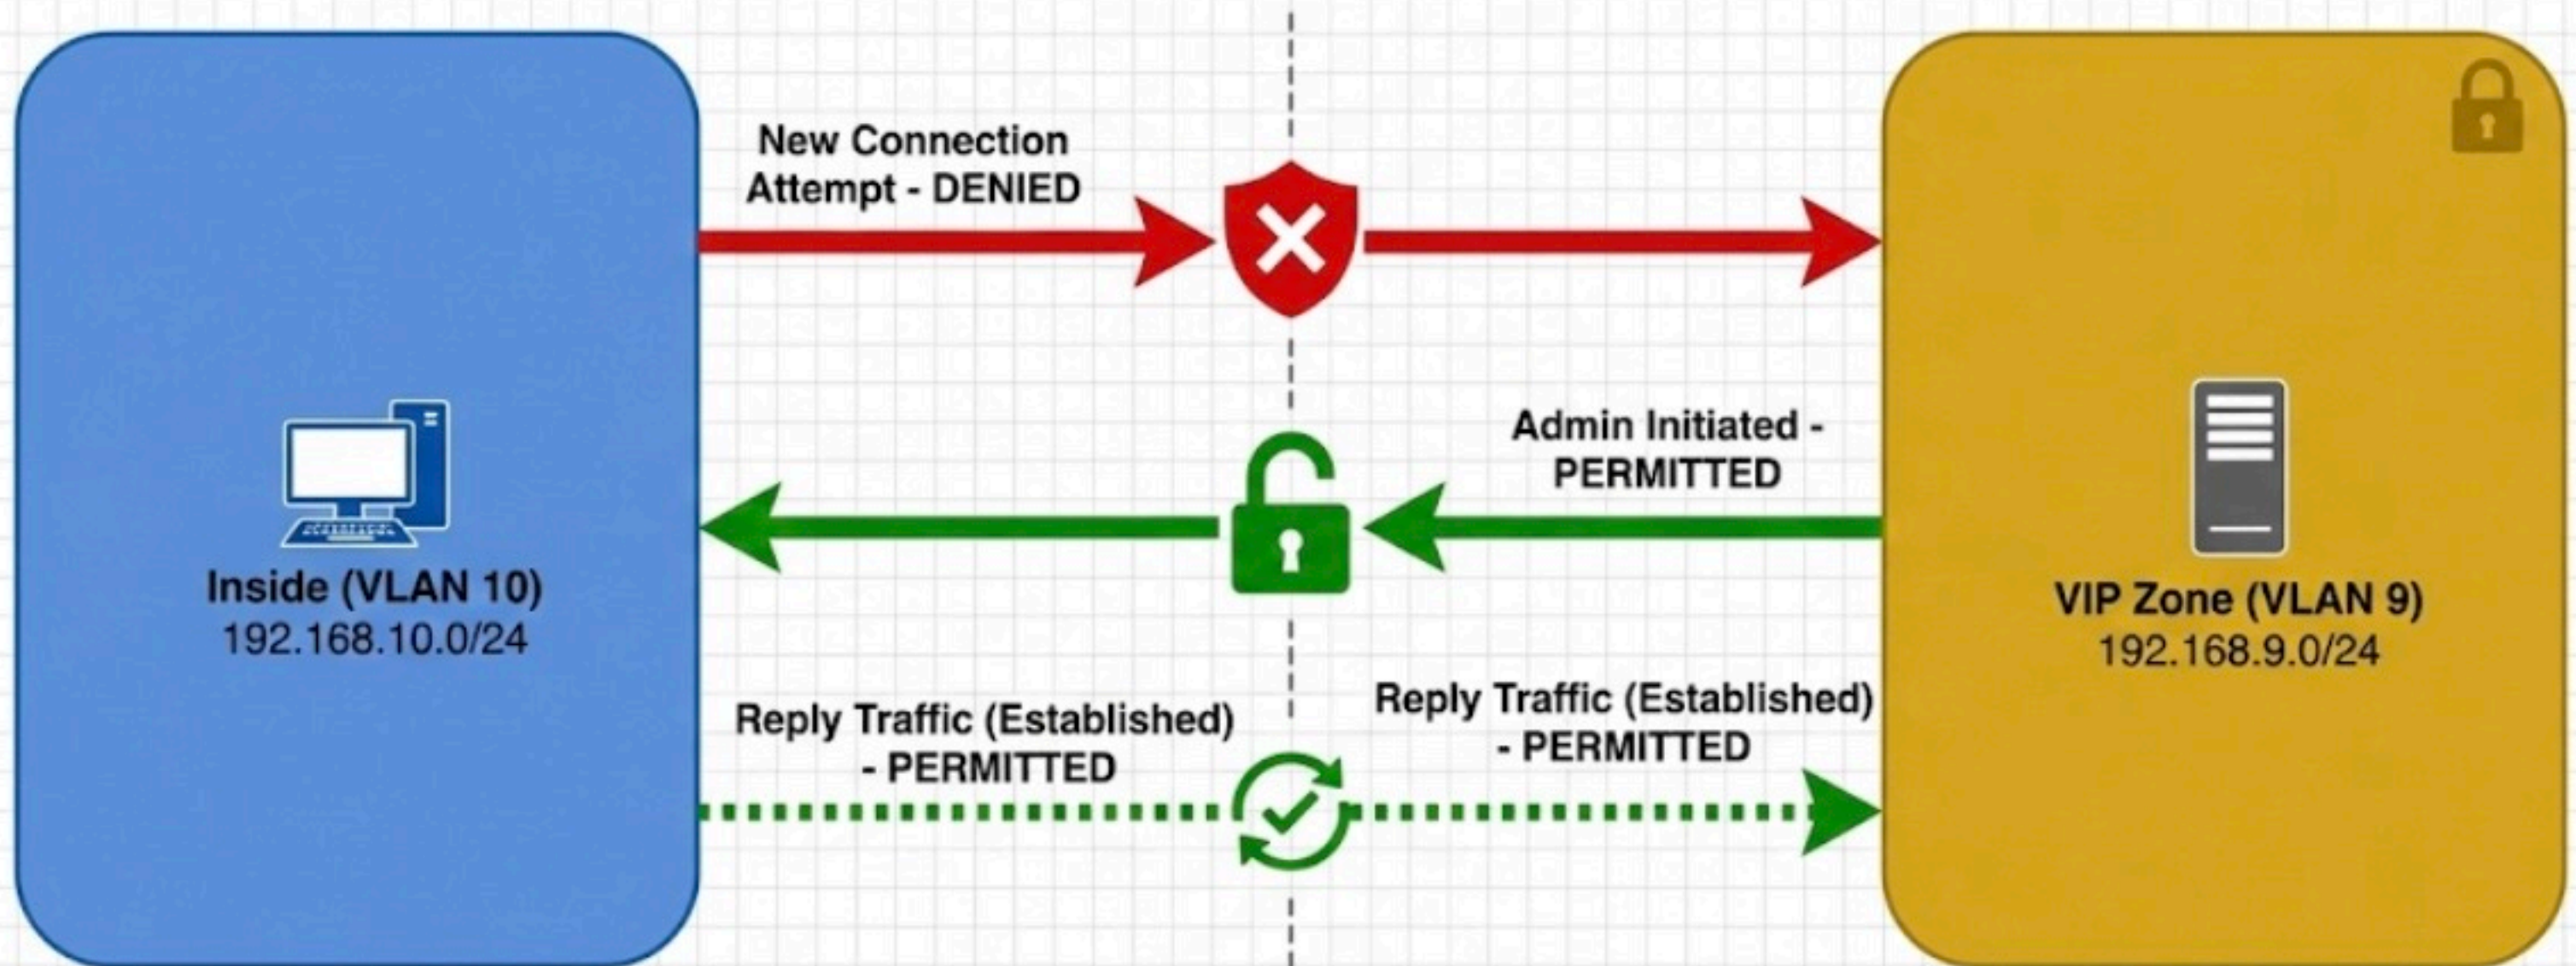 New Connection
Attempt - DENIED
Admin Initiated -
PERMITTED
Inside (VLAN 10)
192.168.10.0/24
VIP Zone (VLAN 9)
192.168.9.0/24
Reply Traffic (Established)
- PERMITTED
Reply Traffic (Established)
- PERMITTED